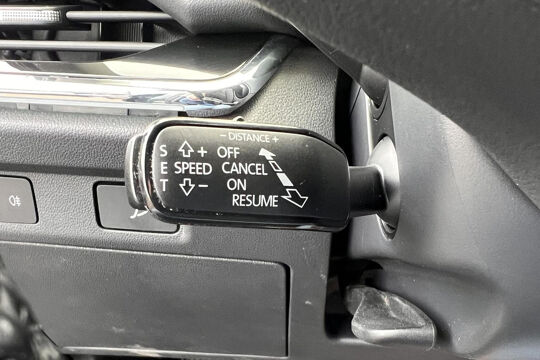 - DISTANCE +
S ⇧ + OFF
E SPEED CANCEL
T ⇩ - ON
RESUME